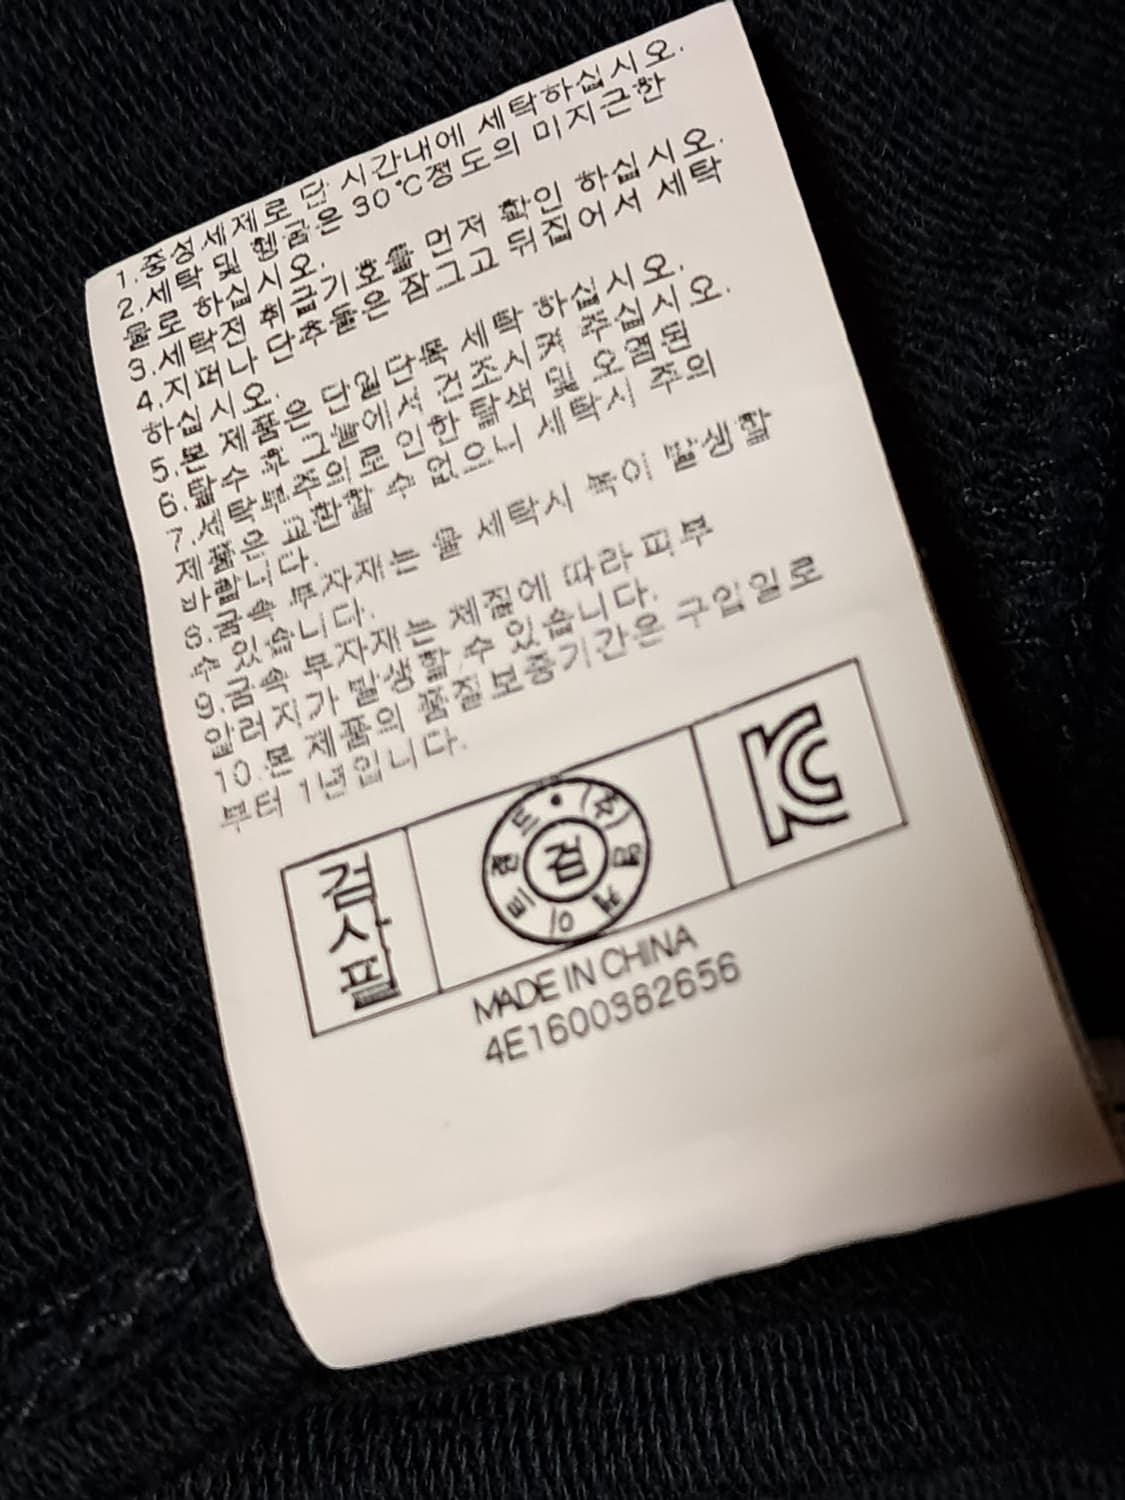 1.중성세제로 단 시간내에 세탁하십시오.
2.세탁 및 헹굼은 30℃정도의 미지근한
물로 하십시오.
3.세탁전 취급기호를 먼저 확인 하십시오.
4.지퍼나 단추들은 잠그고 뒤집어서 세탁
하십시오.
5.본 제품은 단일단독 세탁 하십시오.
6.탈수후 그늘에서 건조시켜 주십시오.
7.세탁부주의로 인한 탈색 및 오염된
제품은 교환할 수 없으니 세탁시 주의
바랍니다.
8.금속 부자재는 물 세탁시 녹이 발생할
수 있습니다.
9.금속 부자재는 체질에 따라 피부
알러지가 발생할 수 있습니다.
10.본 제품의 품질보증기간은 구입일로
부터 1년입니다.
검사필
(주)
이트랜드
검
KC
MADE IN CHINA
4E1600382656